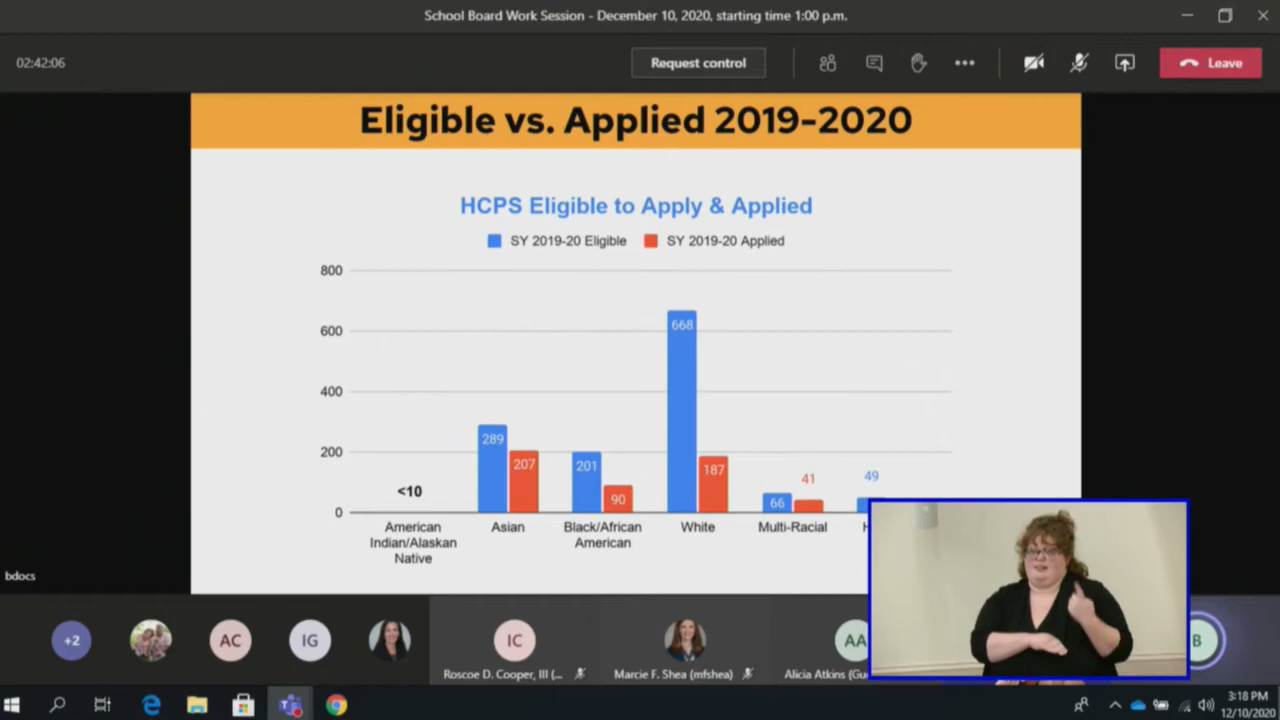 School Board Work Session - December 10, 2020, starting time 1:00 p.m.
02:42:06
Request control
Leave
Eligible vs. Applied 2019-2020
HCPS Eligible to Apply & Applied
SY 2019-20 Eligible
SY 2019-20 Applied
800
600
400
200
0
<10
289
207
201
90
668
187
66
41
49
American
Indian/Alaskan
Native
Asian
Black/African
American
White
Multi-Racial
H
bdocs
+2
AC
IG
IC
AA
B
Roscoe D. Cooper, III (...
Marcie F. Shea (mfshea)
Alicia Atkins (Gu
3:18 PM
12/10/2020